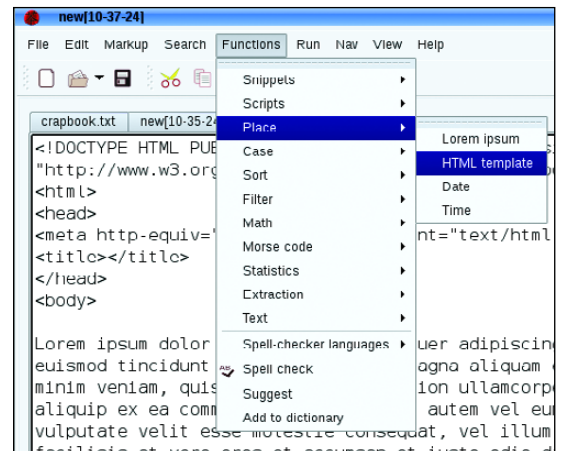 new[10-37-24]
File Edit Markup Search Functions Run Nav View Help
crapbook.txt new[10-35-24
Snippets
Scripts
Place
Case
Sort
Filter
Math
Morse code
Statistics
Extraction
Text
Spell-checker languages
Spell check
Suggest
Add to dictionary
Lorem ipsum
HTML template
Date
Time
<!DOCTYPE HTML PUB
"http://www.w3.org
<html>
<head>
<meta http-equiv=" nt="text/html
<title></title>
</head>
<body>
Lorem ipsum dolor uer adipiscin
euismod tincidunt agna aliquam
minim veniam, quis ion ullamcorp
aliquip ex ea comm autem vel eu
vulputate velit esse molestie consequat, vel illum